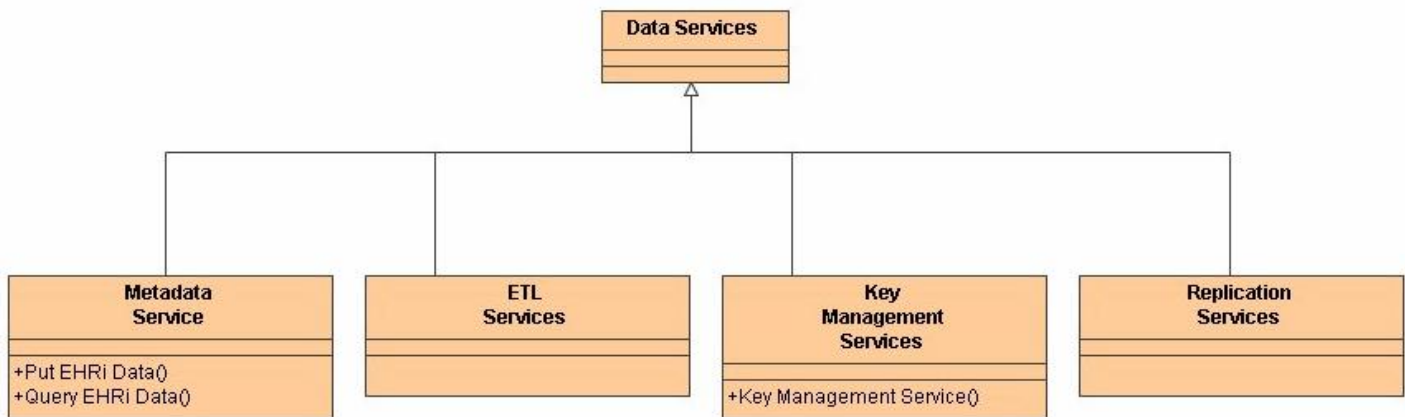 Data Services
Metadata
Service
+Put EHRi Data()
+Query EHRi Data()
ETL
Services
Key
Management
Services
+Key Management Service()
Replication
Services